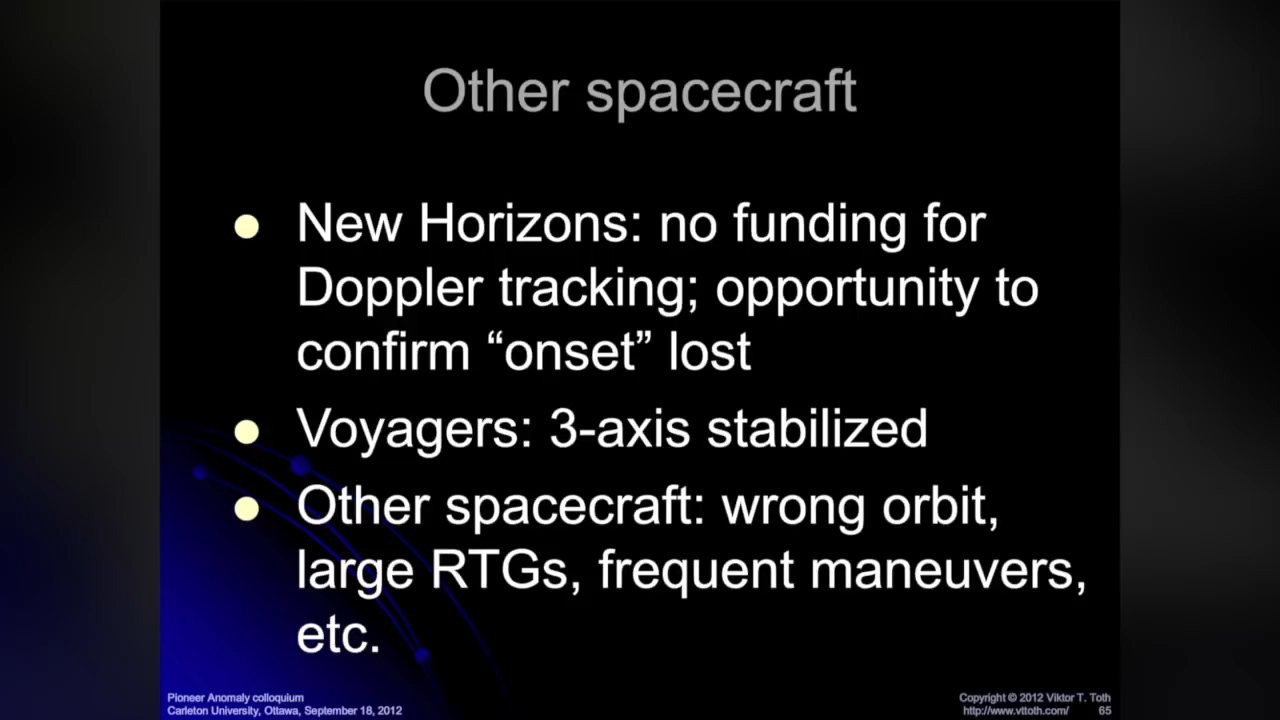 Other spacecraft
● New Horizons: no funding for
Doppler tracking; opportunity to
confirm “onset” lost
● Voyagers: 3-axis stabilized
● Other spacecraft: wrong orbit,
large RTGs, frequent maneuvers,
etc.
Pioneer Anomaly colloquium
Carleton University, Ottawa, September 18, 2012
Copyright © 2012 Viktor T. Toth
http://www.vttoth.com/ 65